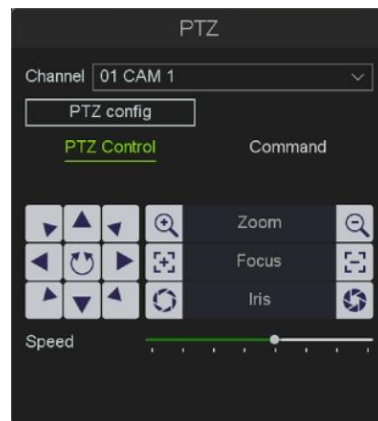 PTZ
Channel 01 CAM 1
PTZ config
PTZ Control Command
Zoom
Focus
Iris
Speed